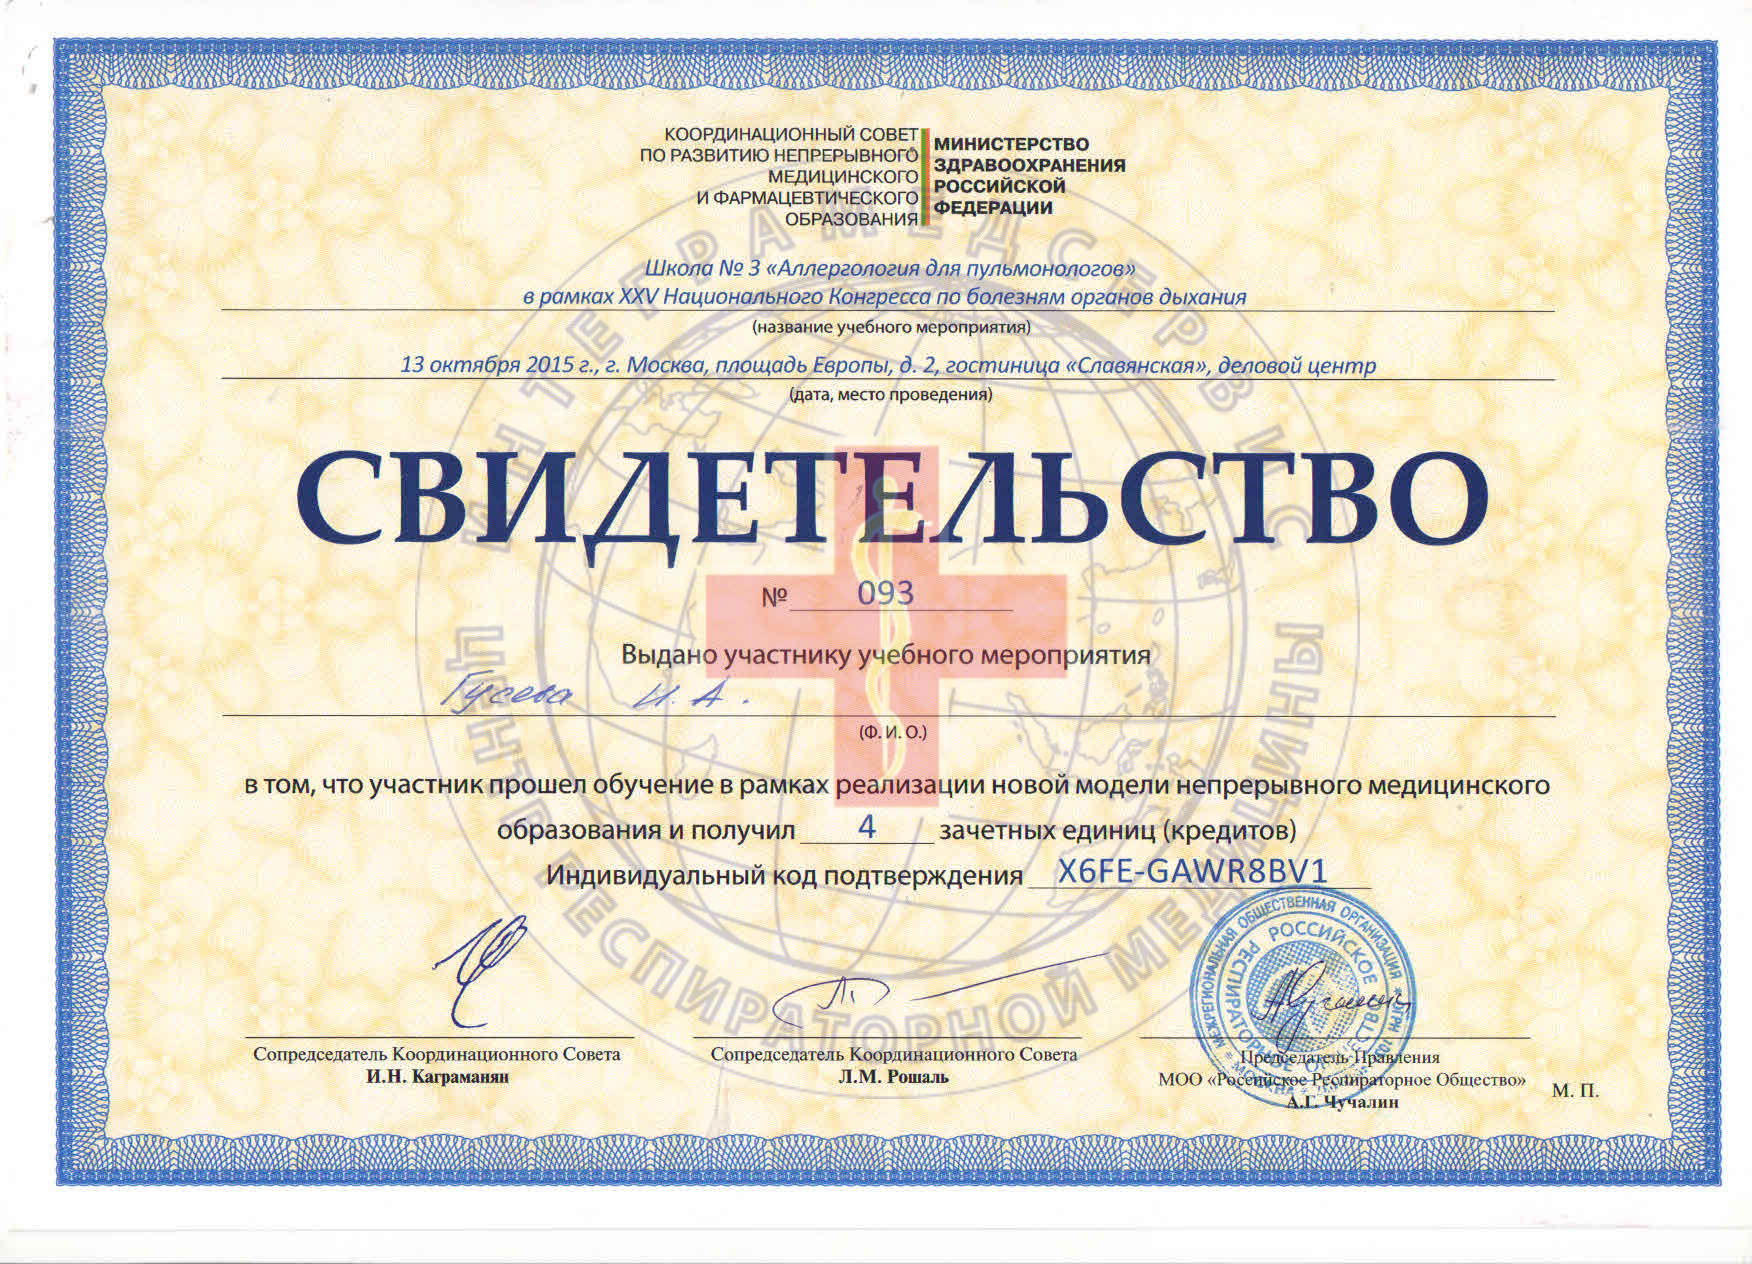 КООРДИНАЦИОННЫЙ СОВЕТ
ПО РАЗВИТИЮ НЕПРЕРЫВНОГО
МЕДИЦИНСКОГО
И ФАРМАЦЕВТИЧЕСКОГО
ОБРАЗОВАНИЯ
МИНИСТЕРСТВО
ЗДРАВООХРАНЕНИЯ
РОССИЙСКОЙ
ФЕДЕРАЦИИ
Школа № 3 «Аллергология для пульмонологов»
в рамках XXV Национального Конгресса по болезням органов дыхания
(название учебного мероприятия)
13 октября 2015 г., г. Москва, площадь Европы, д. 2, гостиница «Славянская», деловой центр
(дата, место проведения)
СВИДЕТЕЛЬСТВО
№ 093
Выдано участнику учебного мероприятия
Гусева И. А.
(Ф. И. О.)
в том, что участник прошел обучение в рамках реализации новой модели непрерывного медицинского
образования и получил 4 зачетных единиц (кредитов)
Индивидуальный код подтверждения X6FE-GAWR8BV1
Сопредседатель Координационного Совета
И.Н. Каграманян
Сопредседатель Координационного Совета
Л.М. Рошаль
Председатель Правления
МОО «Российское Респираторное Общество»
А.Г. Чучалин
М. П.
МЕЖРЕГИОНАЛЬНАЯ ОБЩЕСТВЕННАЯ ОРГАНИЗАЦИЯ * ОГРН
МОСКВА
РОССИЙСКОЕ РЕСПИРАТОРНОЕ ОБЩЕСТВО
ИНТЕГРАМЕДСЕРВИС
ЦЕНТР РЕСПИРАТОРНОЙ МЕДИЦИНЫ